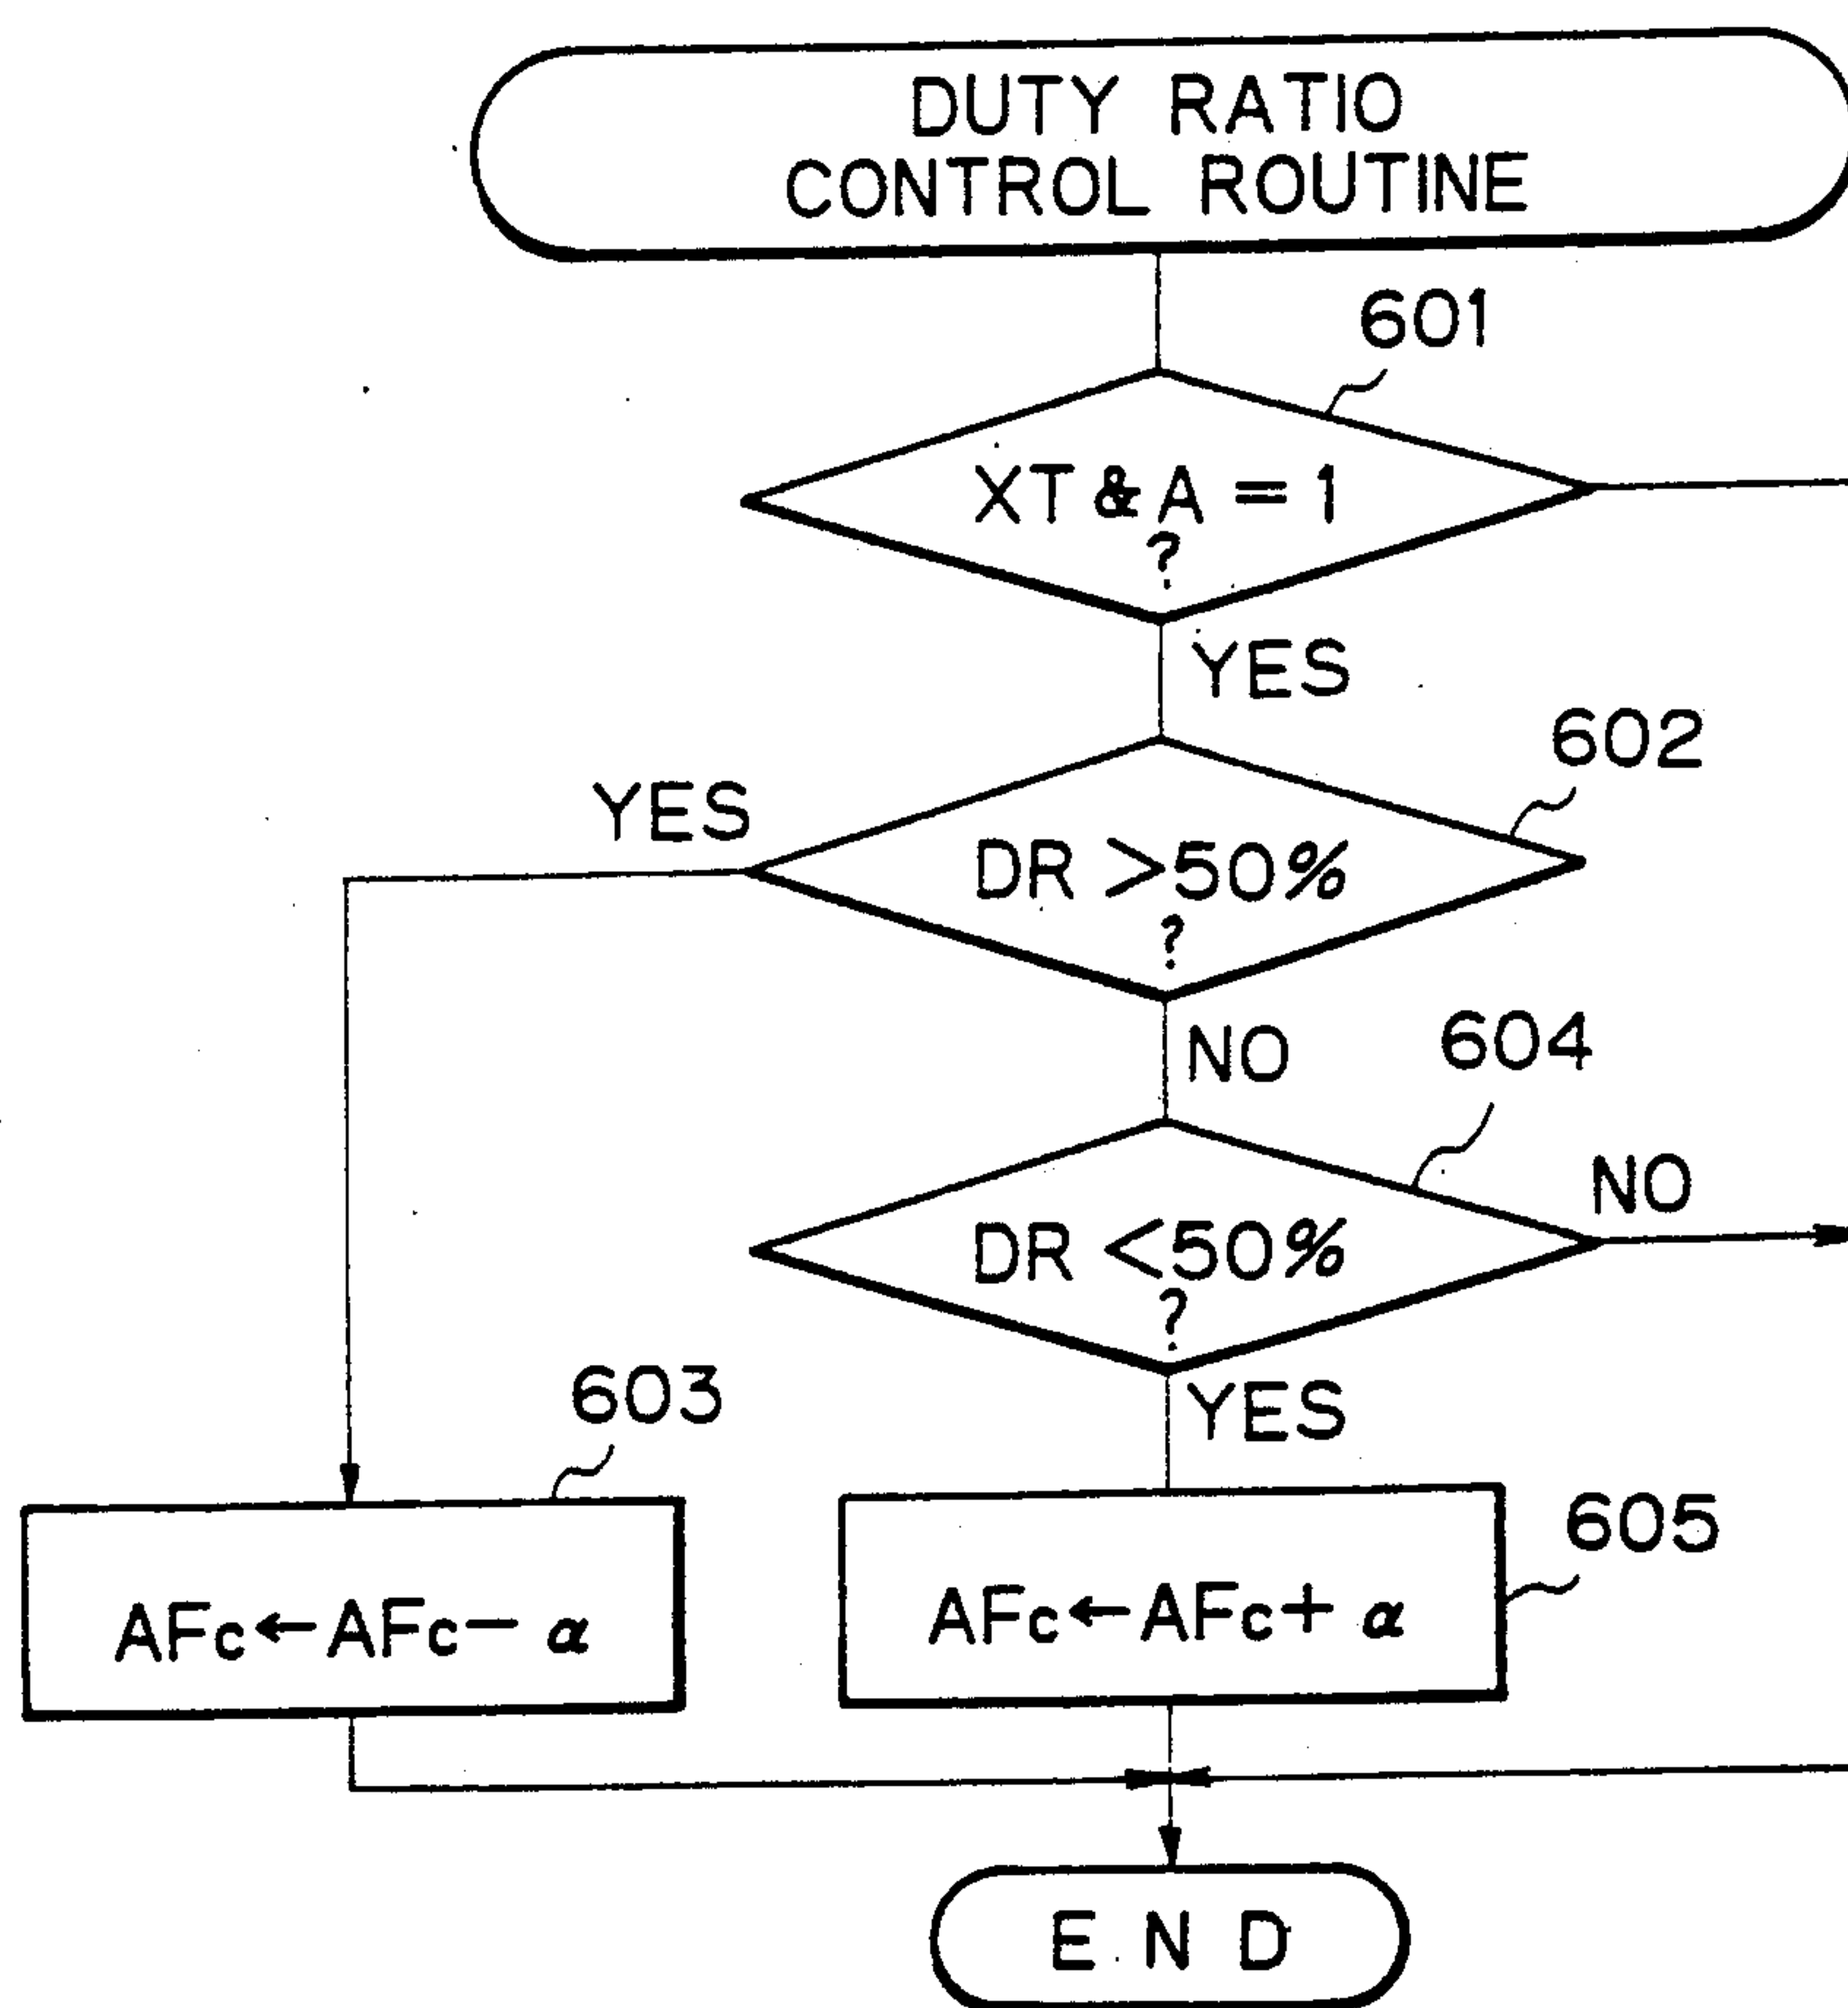 DUTY RATIO
CONTROL ROUTINE
601
XT & A = 1
?
YES
602
YES
DR > 50%
?
NO
604
NO
DR < 50%
?
YES
603
605
AFc ← AFc − α
AFc ← AFc + α
END